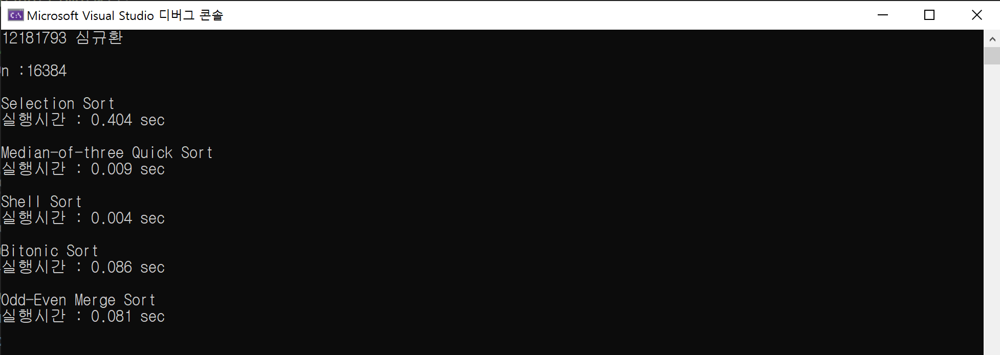 Microsoft Visual Studio 디버그 콘솔
12181793 심규환
n :16384
Selection Sort
실행시간 : 0.404 sec
Median-of-three Quick Sort
실행시간 : 0.009 sec
Shell Sort
실행시간 : 0.004 sec
Bitonic Sort
실행시간 : 0.086 sec
Odd-Even Merge Sort
실행시간 : 0.081 sec